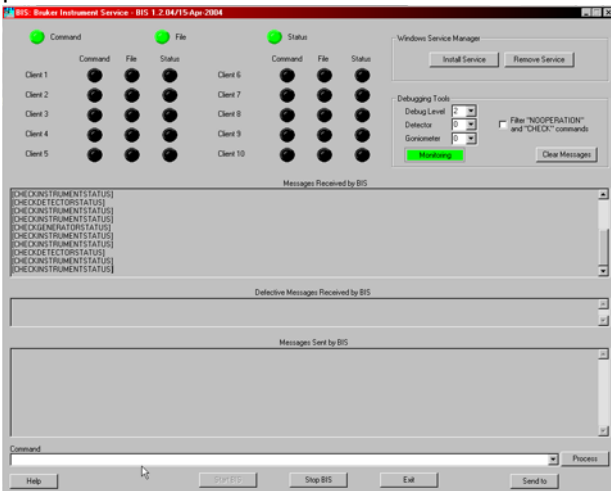 BIS: Bruker Instrument Service - BIS 1.2.04/15-Apr-2004
Command File Status
Windows Service Manager
Install Service Remove Service
Command File Status Command File Status
Client 1 Client 6
Client 2 Client 7
Client 3 Client 8
Client 4 Client 9
Client 5 Client 10
Debugging Tools
Debug Level 2
Detector 0
Goniometer 0
Filter "NOOPERATION"
and "CHECK" commands
Monitoring Clear Messages
Messages Received by BIS
[CHECKINSTRUMENTSTATUS]
[CHECKDETECTORSTATUS]
[CHECKINSTRUMENTSTATUS]
[CHECKINSTRUMENTSTATUS]
[CHECKGENERATORSTATUS]
[CHECKINSTRUMENTSTATUS]
[CHECKINSTRUMENTSTATUS]
[CHECKDETECTORSTATUS]
[CHECKINSTRUMENTSTATUS]
[CHECKINSTRUMENTSTATUS]
Defective Messages Received by BIS
Messages Sent by BIS
Command
Process
Help Start BIS Stop BIS Exit Send to